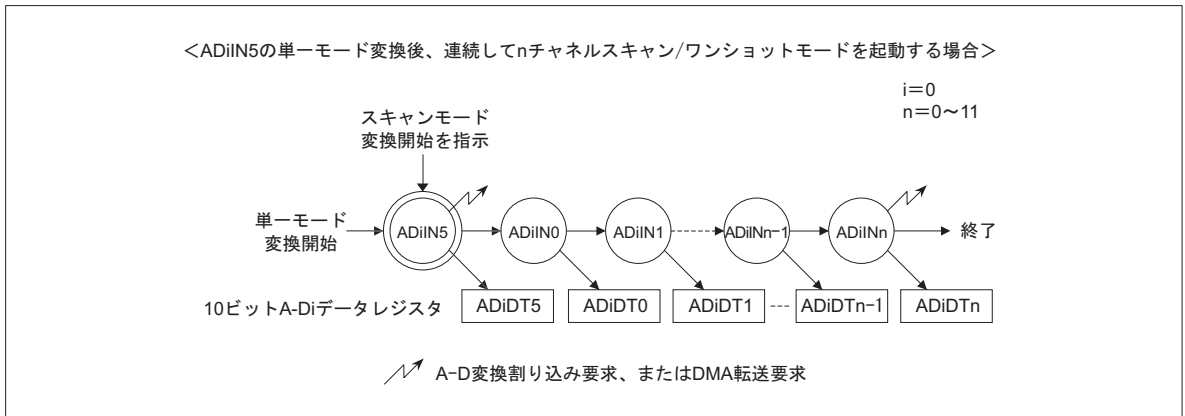 ＜ADiIN5の単一モード変換後、連続してnチャネルスキャン/ワンショットモードを起動する場合＞
i＝0
n＝0〜11
スキャンモード
変換開始を指示
単一モード
変換開始
ADiIN5
ADiIN0
ADiIN1
ADiINn-1
ADiINn
終了
10ビットA-Diデータレジスタ
ADiDT5
ADiDT0
ADiDT1
ADiDTn-1
ADiDTn
A-D変換割り込み要求、またはDMA転送要求